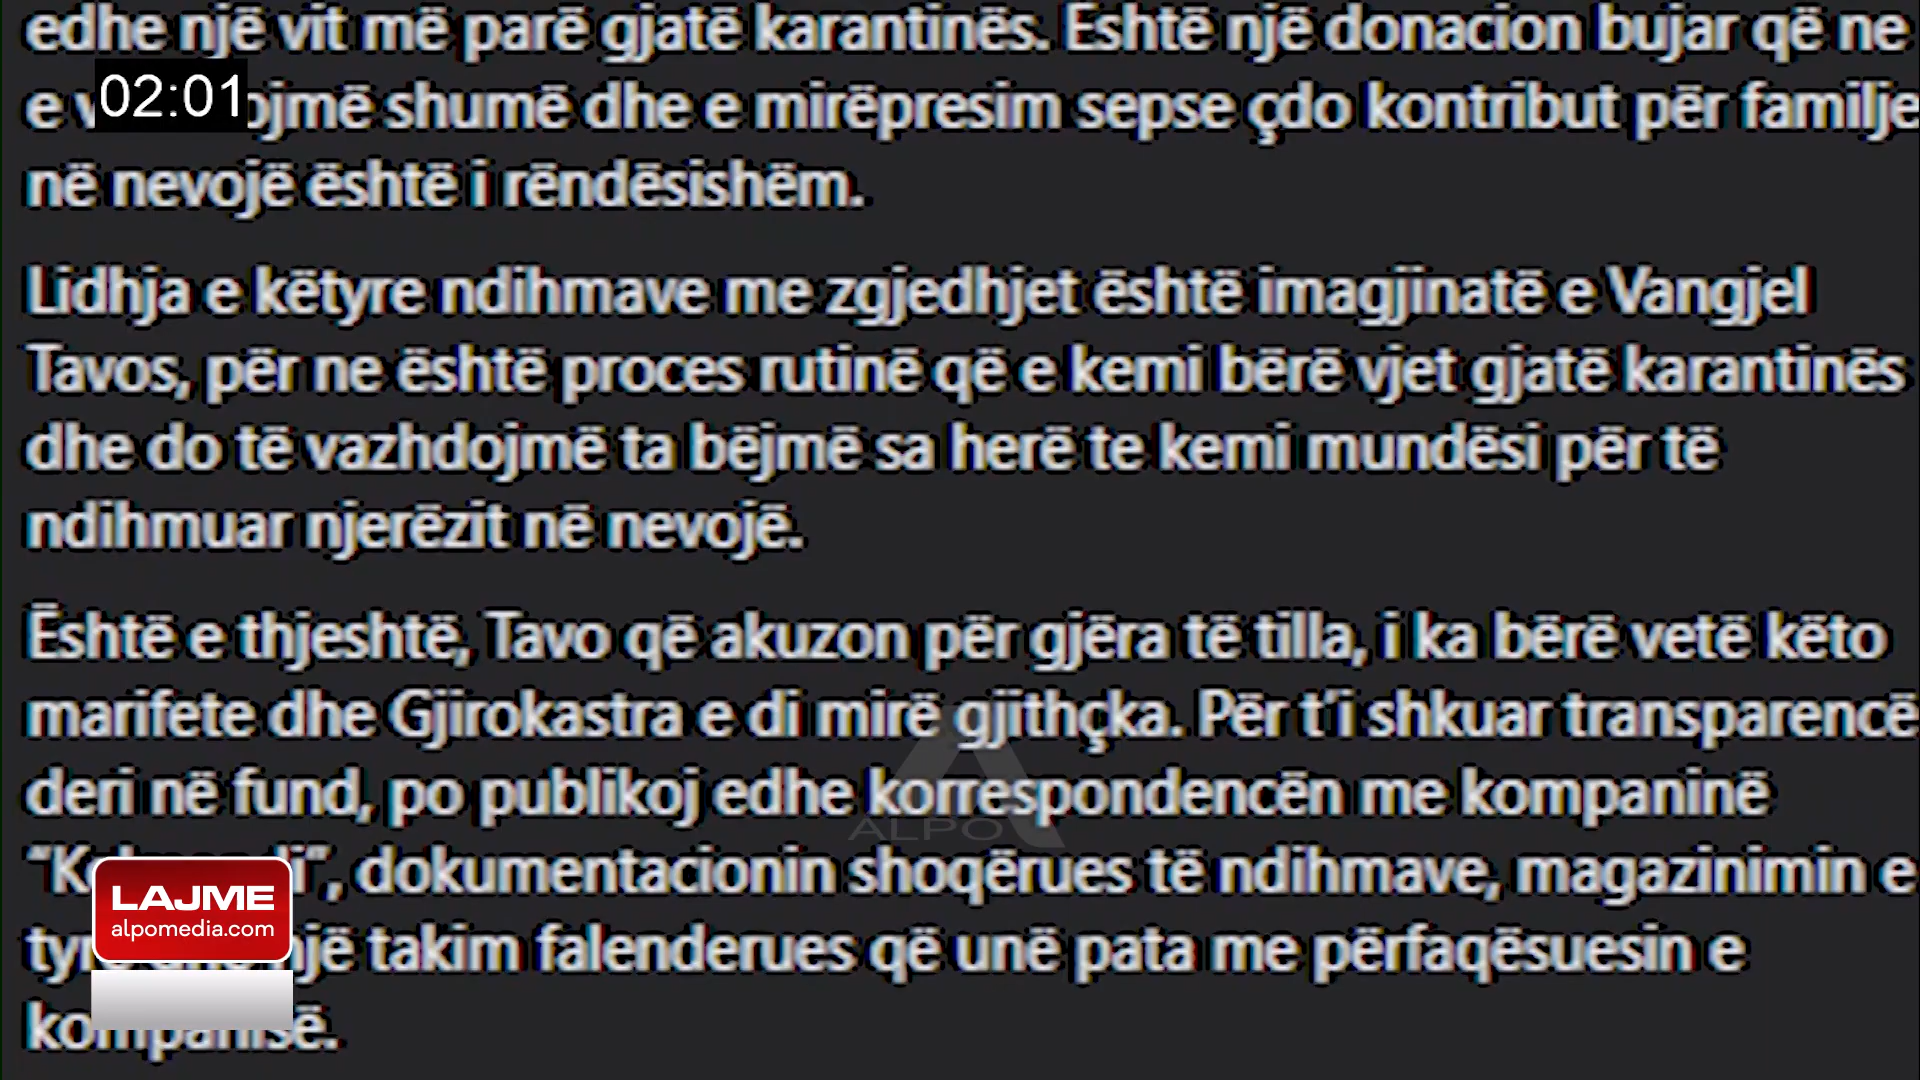 edhe një vit më parë gjatë karantinës. Është një donacion bujar që ne
02:01
e ojmë shumë dhe e mirëpresim sepse çdo kontribut për familje
në nevojë është i rëndësishëm.
Lidhja e këtyre ndihmave me zgjedhjet është imagjinatë e Vangjel
Tavos, për ne është proces rutinë që e kemi bërë vjet gjatë karantinës
dhe do të vazhdojmë ta bëjmë sa herë te kemi mundësi për të
ndihmuar njerëzit në nevojë.
Është e thjeshtë, Tavo që akuzon për gjëra të tilla, i ka bërë vetë këto
marifete dhe Gjirokastra e di mirë gjithçka. Për t'i shkuar transparencë
deri në fund, po publikoj edhe korrespondencën me kompaninë
ALPO
dokumentacionin shoqërues të ndihmave, magazinimin e
LAJME
alpomedia.com
një takim falenderues që unë pata me përfaqësuesin e
kompanisë.